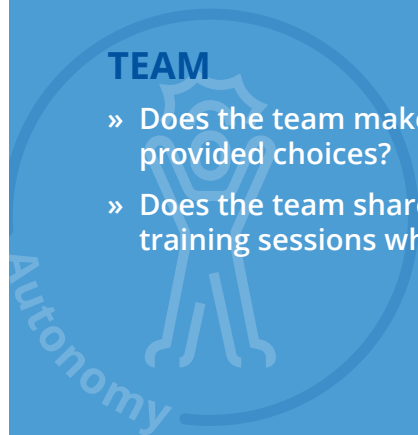 TEAM
» Does the team make
provided choices?
» Does the team share
training sessions wh
Autonomy